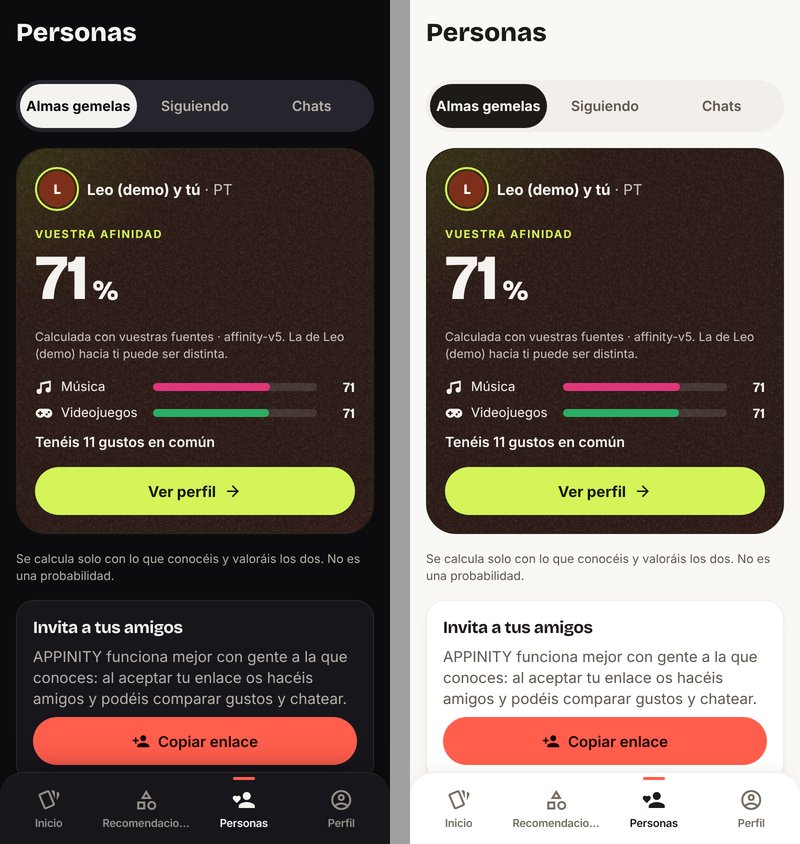 Personas
Almas gemelas Siguiendo Chats
L Leo (demo) y tú · PT
VUESTRA AFINIDAD
71%
Calculada con vuestras fuentes · affinity-v5. La de Leo
(demo) hacia ti puede ser distinta.
Música 71
Videojuegos 71
Tenéis 11 gustos en común
Ver perfil →
Se calcula solo con lo que conocéis y valoráis los dos. No es
una probabilidad.
Invita a tus amigos
APPINITY funciona mejor con gente a la que
conoces: al aceptar tu enlace os hacéis
amigos y podéis comparar gustos y chatear.
Copiar enlace
Inicio Recomendacio... Personas Perfil
Personas
Almas gemelas Siguiendo Chats
L Leo (demo) y tú · PT
VUESTRA AFINIDAD
71%
Calculada con vuestras fuentes · affinity-v5. La de Leo
(demo) hacia ti puede ser distinta.
Música 71
Videojuegos 71
Tenéis 11 gustos en común
Ver perfil →
Se calcula solo con lo que conocéis y valoráis los dos. No es
una probabilidad.
Invita a tus amigos
APPINITY funciona mejor con gente a la que
conoces: al aceptar tu enlace os hacéis
amigos y podéis comparar gustos y chatear.
Copiar enlace
Inicio Recomendacio... Personas Perfil